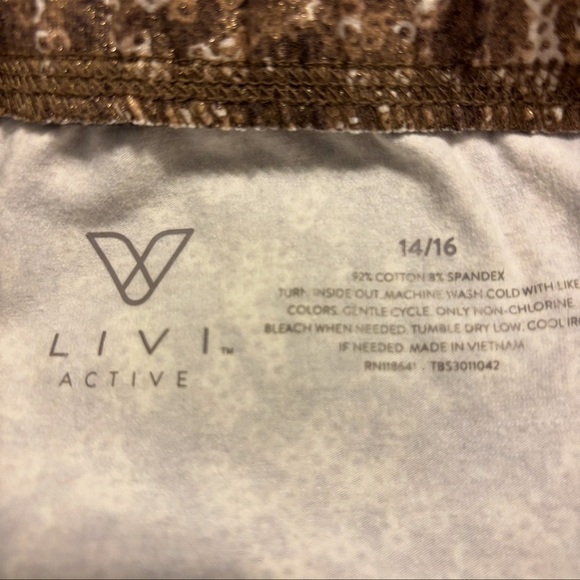 LIVI™
ACTIVE
14/16
92% COTTON 8% SPANDEX
TURN INSIDE OUT. MACHINE WASH COLD WITH LIKE
COLORS. GENTLE CYCLE. ONLY NON-CHLORINE
BLEACH WHEN NEEDED. TUMBLE DRY LOW. COOL IRO
IF NEEDED. MADE IN VIETNAM
RN118641 . TBS3011042